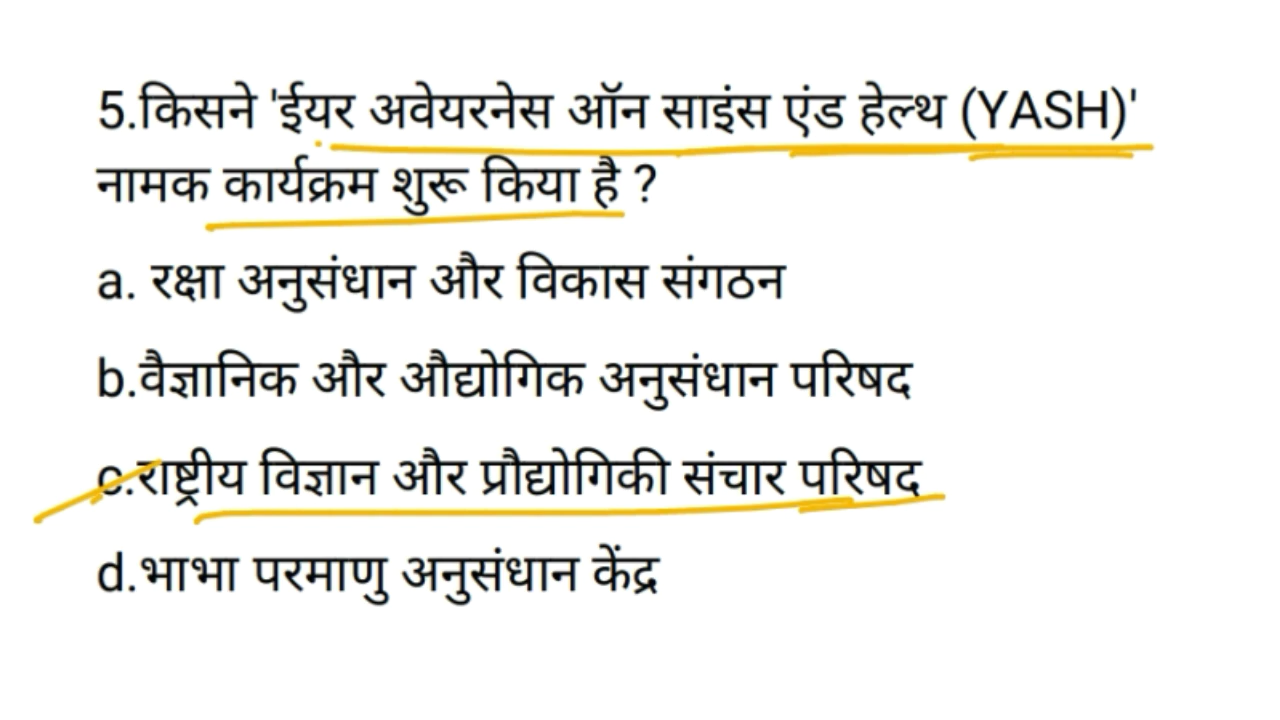 5.किसने 'ईयर अवेयरनेस ऑन साइंस एंड हेल्थ (YASH)'
नामक कार्यक्रम शुरू किया है ?
a. रक्षा अनुसंधान और विकास संगठन
b.वैज्ञानिक और औद्योगिक अनुसंधान परिषद
c.राष्ट्रीय विज्ञान और प्रौद्योगिकी संचार परिषद
d.भाभा परमाणु अनुसंधान केंद्र